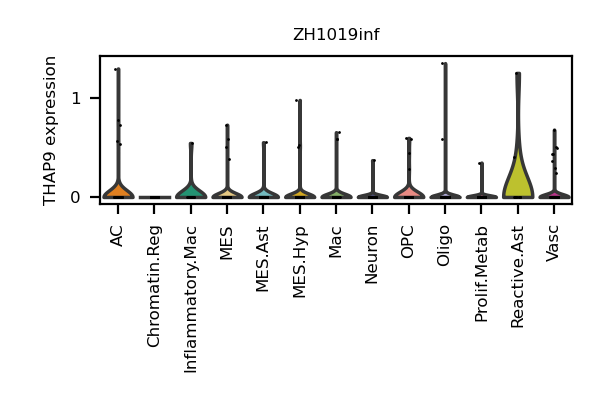 ZH1019inf
THAP9 expression
1
0
AC
Chromatin.Reg
Inflammatory.Mac
MES
MES.Ast
MES.Hyp
Mac
Neuron
OPC
Oligo
Prolif.Metab
Reactive.Ast
Vasc